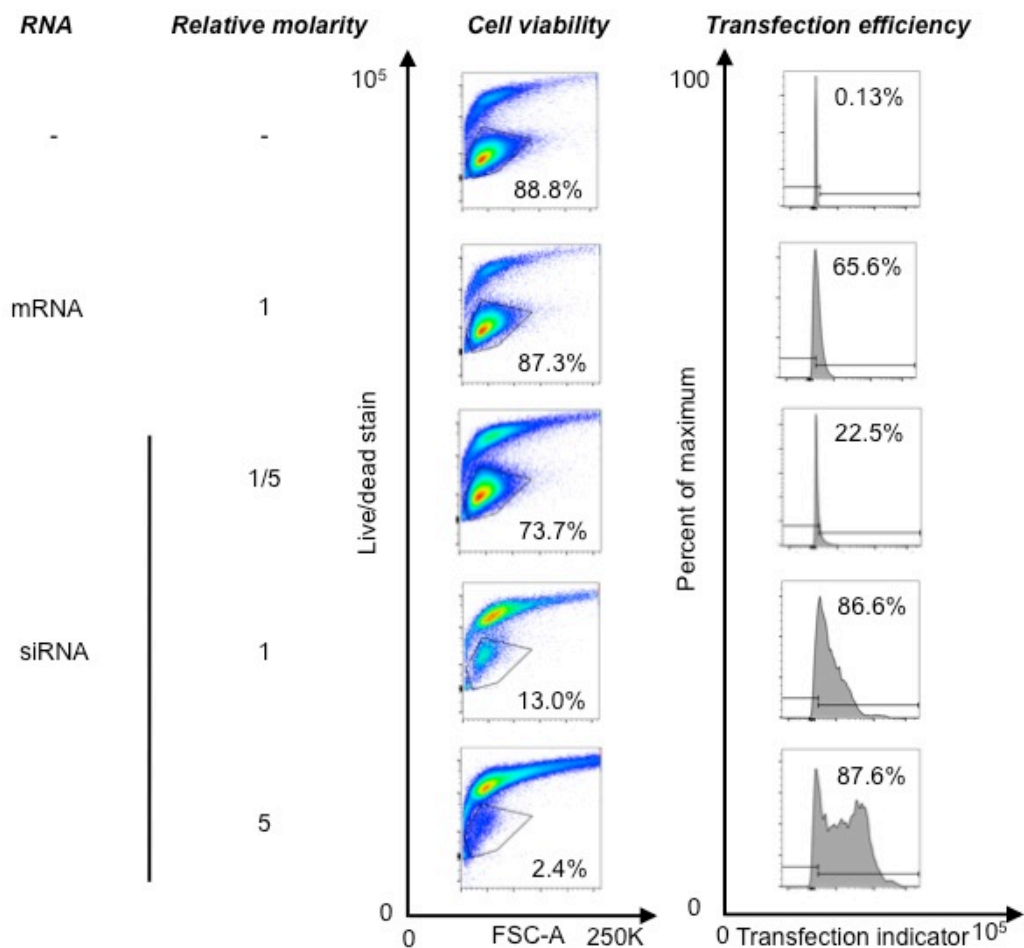 RNA Relative molarity Cell viability Transfection efficiency
10⁵ 100
- - 88.8% 0.13%
mRNA 1 87.3% 65.6%
1/5 73.7% 22.5%
Live/dead stain
Percent of maximum
siRNA 1 13.0% 86.6%
5 2.4% 87.6%
0 0
0 FSC-A 250K 0 Transfection indicator 10⁵